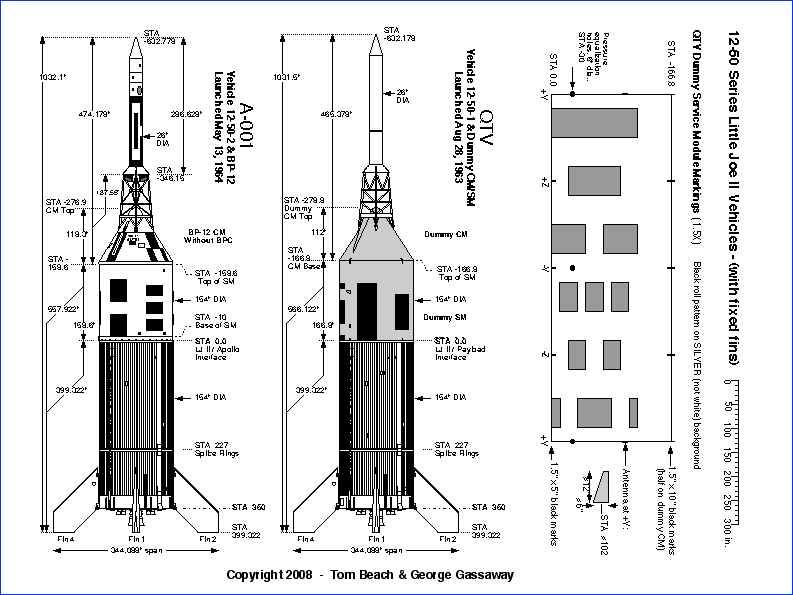 STA
-632.779
1032.1"
474.179"
286.629"
26"
DIA
STA
-346.15
187.55"
STA -276.9
CM Top
119.3"
BP-12 CM
Without BPC
STA -
159.6
STA -159.6
Top of SM
154" DIA
557.922"
159.6"
STA -10
Base of SM
STA 0.0
LJ II / Apollo
Interface
399.322"
154" DIA
STA 227
Splice Rings
STA 360
STA
399.322
Fin 4
Fin 1
Fin 2
344.099" span
A-001
Vehicle 12-50-2 & BP-12
Launched May 13, 1964
STA
-632.179
1031.5"
465.379"
26"
DIA
STA -279.9
Dummy
CM Top
112"
Dummy CM
STA
-166.9
CM Base
STA -166.9
Top of SM
154" DIA
566.122"
166.8"
Dummy SM
STA 0.0
LJ II / Payload
Interface
399.322"
154" DIA
STA 227
Splice Rings
STA 360
STA
399.322
Fin 4
Fin 1
Fin 2
344.099" span
QTV
Vehicle 12-50-1 & Dummy CM/SM
Launched Aug 28, 1963
12-50 Series Little Joe II Vehicles - (with fixed fins)
QTV Dummy Service Module Markings (1.5X)
Black roll pattern on SILVER (not white) background
STA -166.8
STA 0.0
Pressure
equalization
holes, 6" dia.
STA -30
+Y
+Z
-Y
-Z
+Y
1.5" x 10" black marks
(half on dummy CM)
Antenna at +Y:
1.5" x 5" black marks
≠12"
≠6"
STA ≠102
0 50 100 150 200 250 300 in.
Copyright 2008 - Tom Beach & George Gassaway